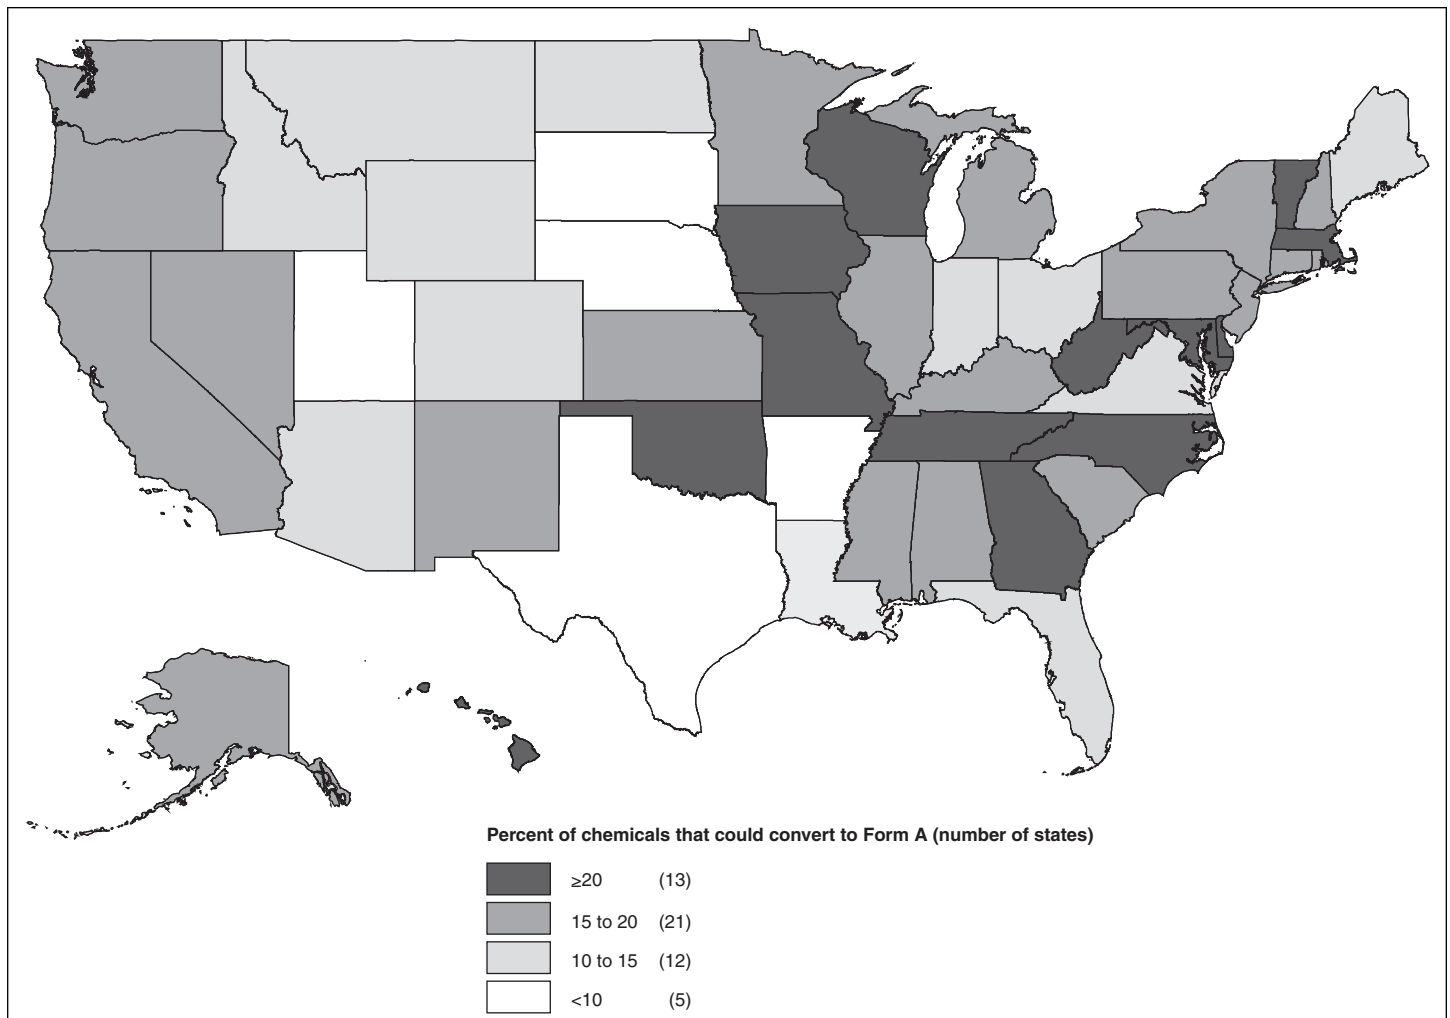 Percent of chemicals that could convert to Form A (number of states)
≥20 (13)
15 to 20 (21)
10 to 15 (12)
<10 (5)